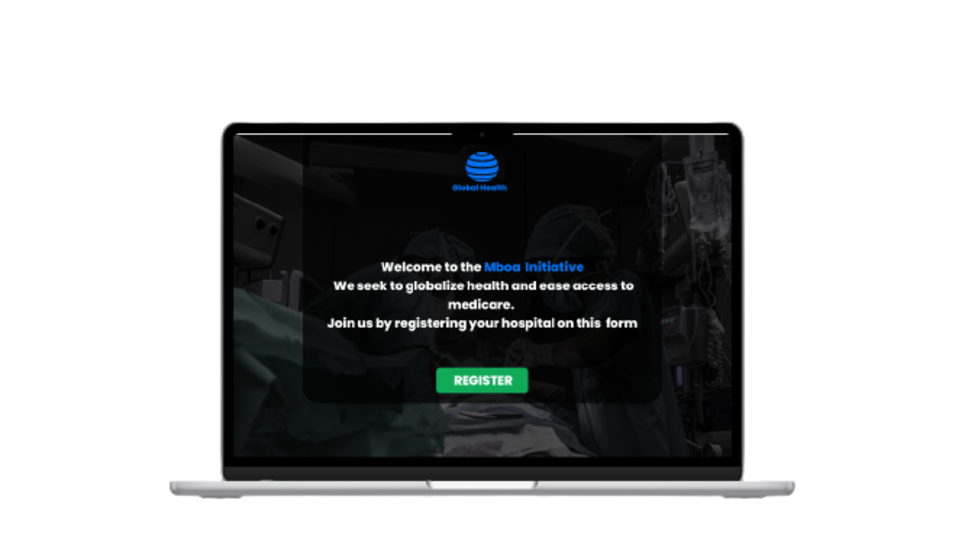 Global Health
Welcome to the Mboa Initiative
We seek to globalize health and ease access to
medicare.
Join us by registering your hospital on this form
REGISTER